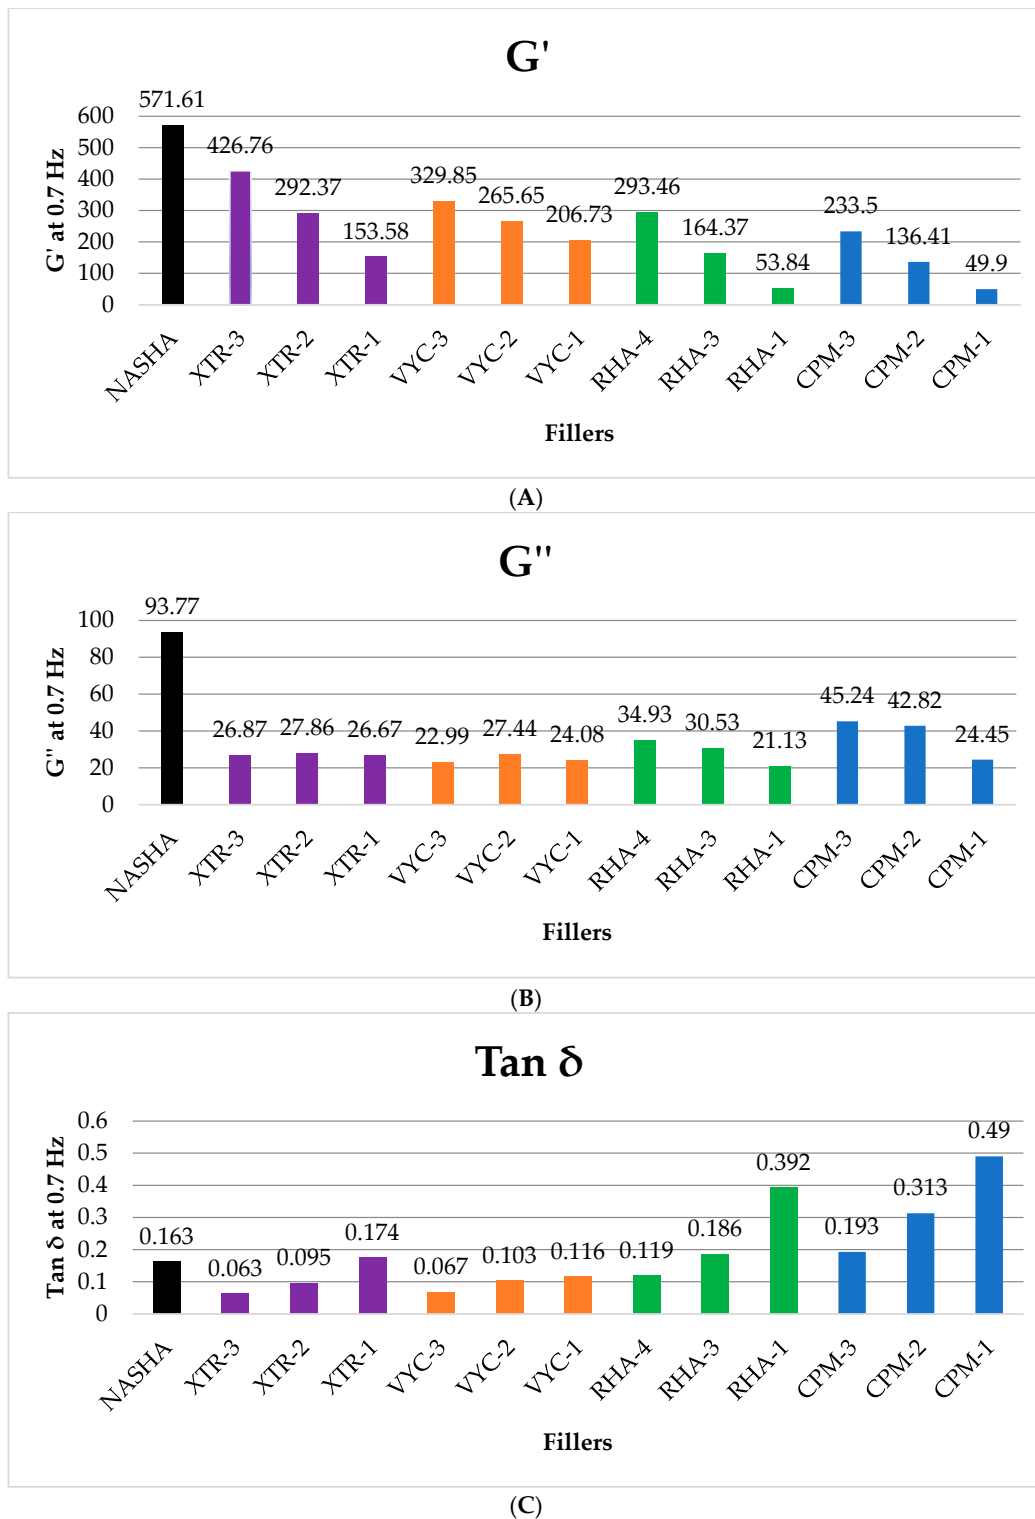 G'
571.61
426.76
292.37
153.58
329.85
265.65
206.73
293.46
164.37
53.84
233.5
136.41
49.9
G' at 0.7 Hz
600
500
400
300
200
100
0
NASHA
XTR-3
XTR-2
XTR-1
VYC-3
VYC-2
VYC-1
RHA-4
RHA-3
RHA-1
CPM-3
CPM-2
CPM-1
Fillers
(A)
G"
93.77
26.87
27.86
26.67
22.99
27.44
24.08
34.93
30.53
21.13
45.24
42.82
24.45
G" at 0.7 Hz
100
80
60
40
20
0
NASHA
XTR-3
XTR-2
XTR-1
VYC-3
VYC-2
VYC-1
RHA-4
RHA-3
RHA-1
CPM-3
CPM-2
CPM-1
Fillers
(B)
Tan δ
0.163
0.063
0.095
0.174
0.067
0.103
0.116
0.119
0.186
0.392
0.193
0.313
0.49
Tan δ at 0.7 Hz
0.6
0.5
0.4
0.3
0.2
0.1
0
NASHA
XTR-3
XTR-2
XTR-1
VYC-3
VYC-2
VYC-1
RHA-4
RHA-3
RHA-1
CPM-3
CPM-2
CPM-1
Fillers
(C)